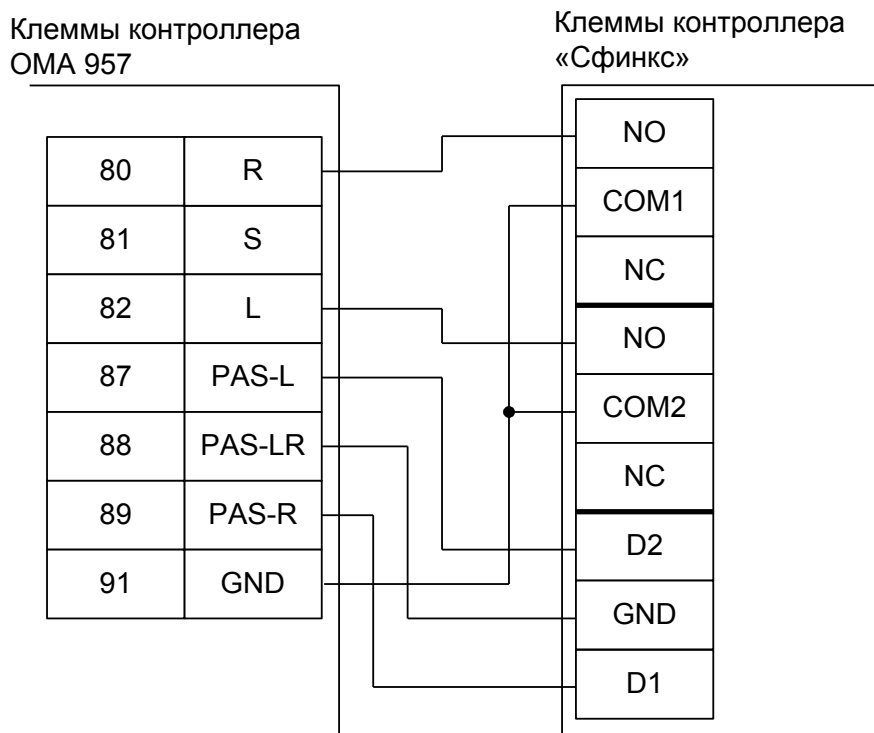 Клеммы контроллера
ОМА 957
Клеммы контроллера
«Сфинкс»
80 R
81 S
82 L
87 PAS-L
88 PAS-LR
89 PAS-R
91 GND
NO
COM1
NC
NO
COM2
NC
D2
GND
D1